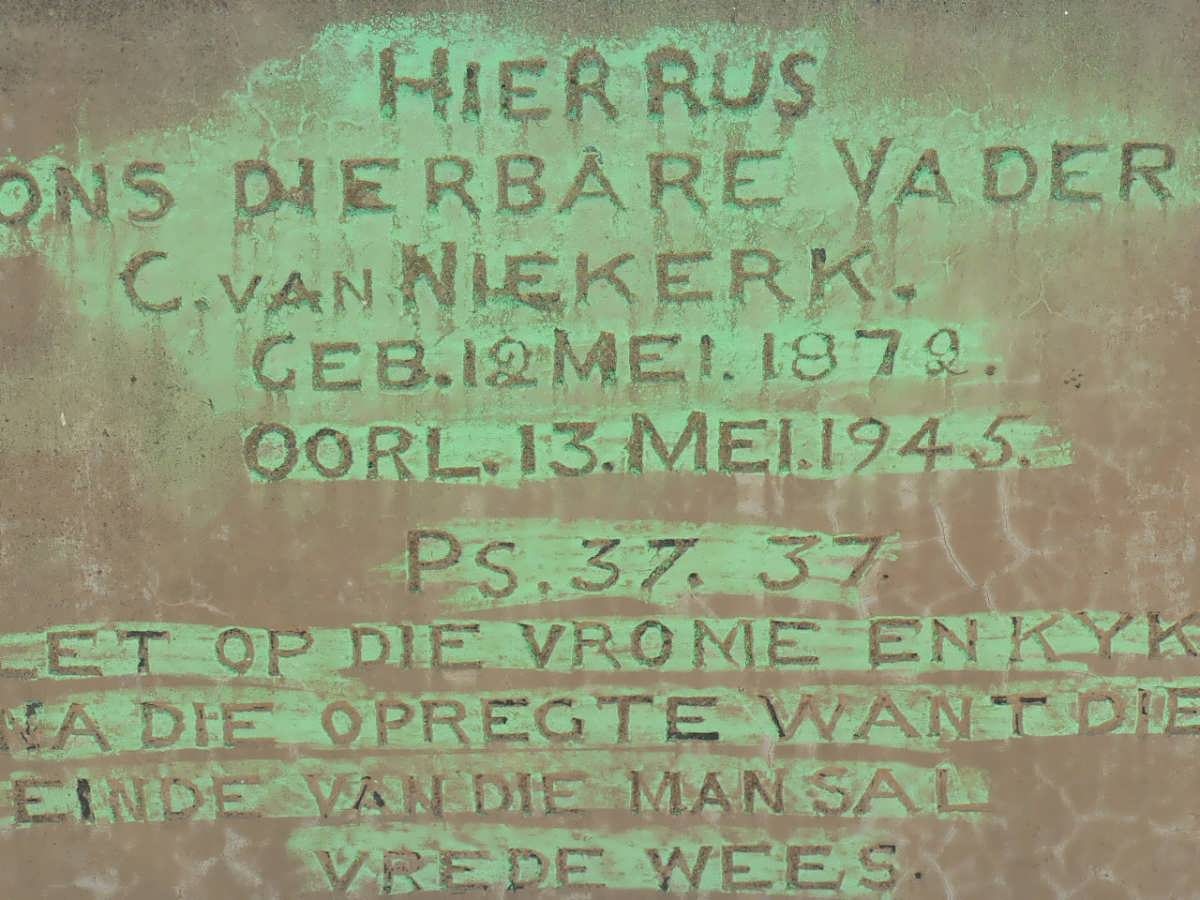 HIER RUS
ONS DIERBARE VADER
C. VAN NIEKERK.
GEB. 12 MEI. 1872.
OORL. 13. MEI. 1945.
PS. 37. 37
LET OP DIE VROME EN KYK
NA DIE OPREGTE WANT DIE
EINDE VAN DIE MAN SAL
VREDE WEES.